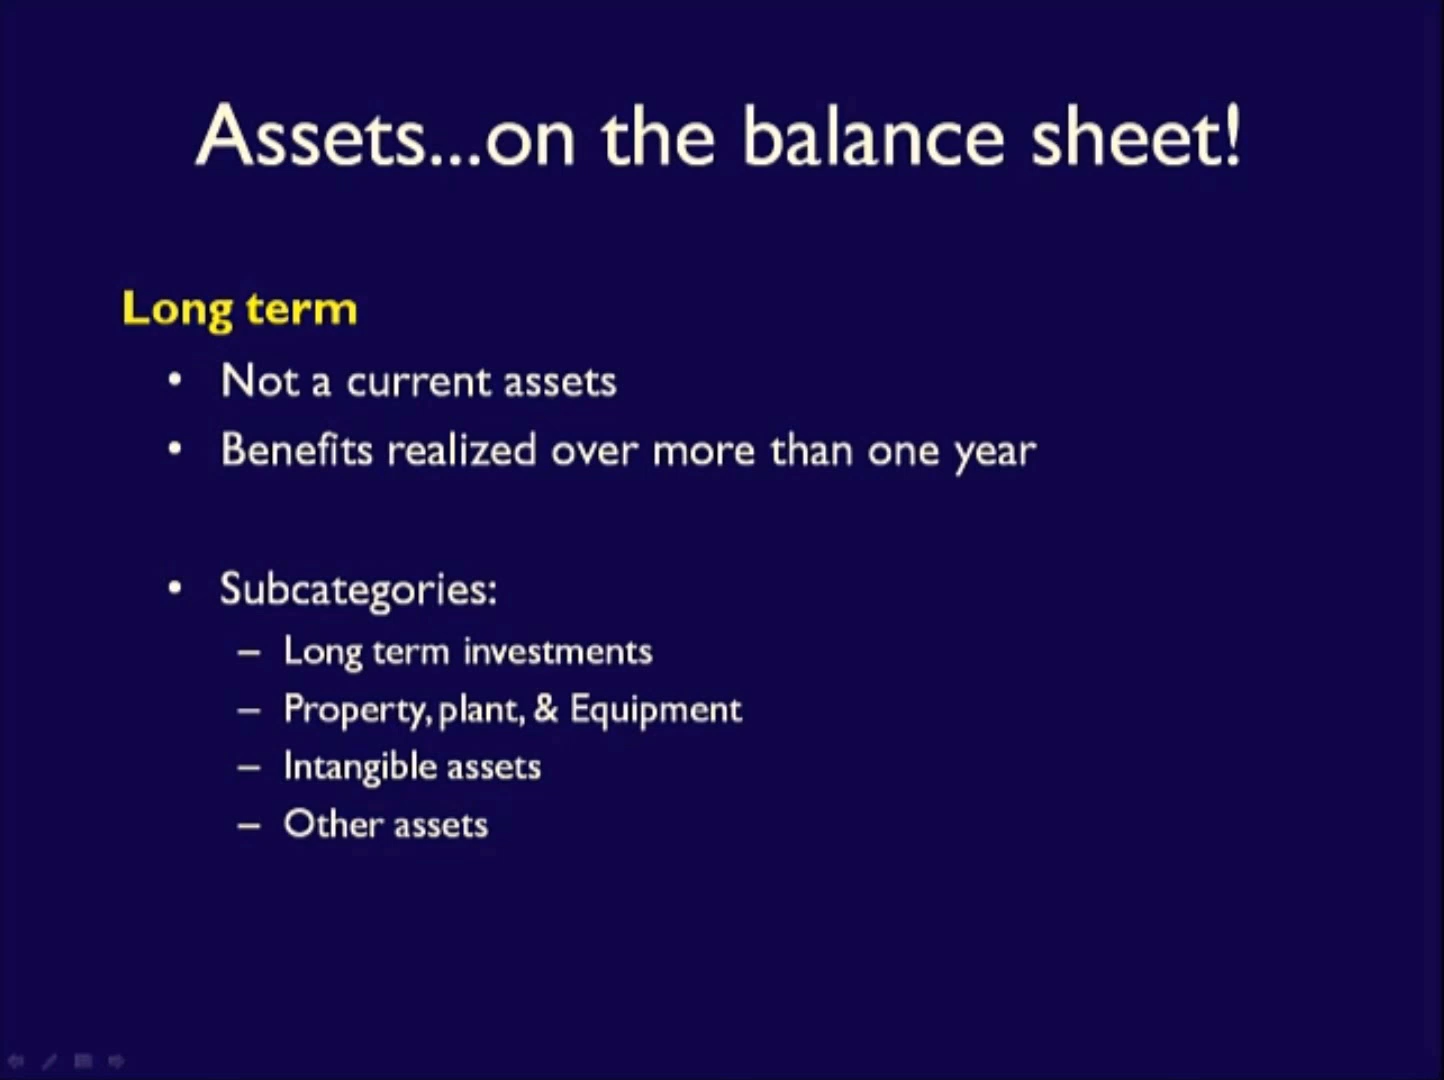 Assets...on the balance sheet!
Long term
• Not a current assets
• Benefits realized over more than one year
• Subcategories:
– Long term investments
– Property, plant, & Equipment
– Intangible assets
– Other assets